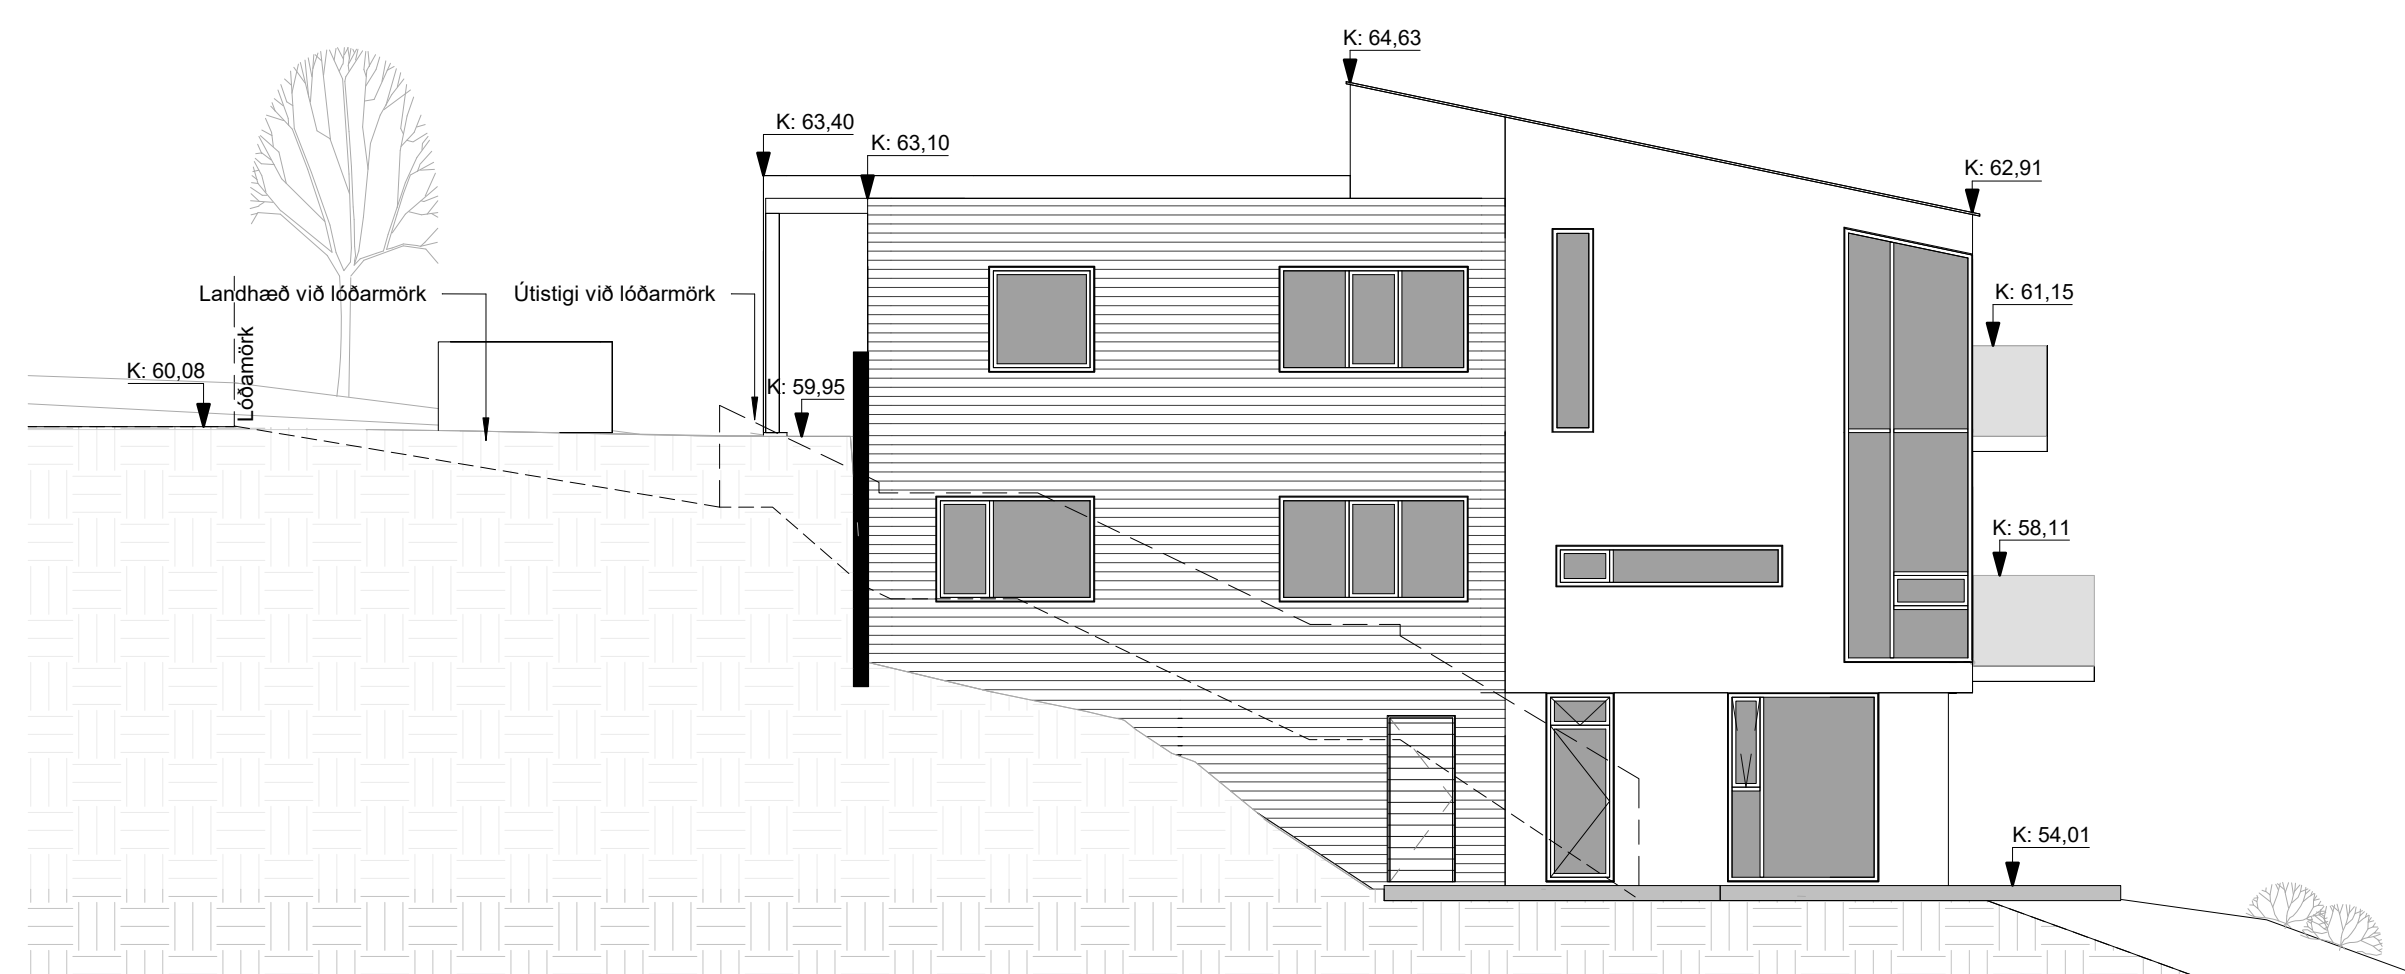 K: 64,63
K: 63,40
K: 63,10
K: 62,91
Landhæð við lóðarmörk
Útistigi við lóðarmörk
K: 61,15
Lóðamörk
K: 60,08
K: 59,95
K: 58,11
K: 54,01